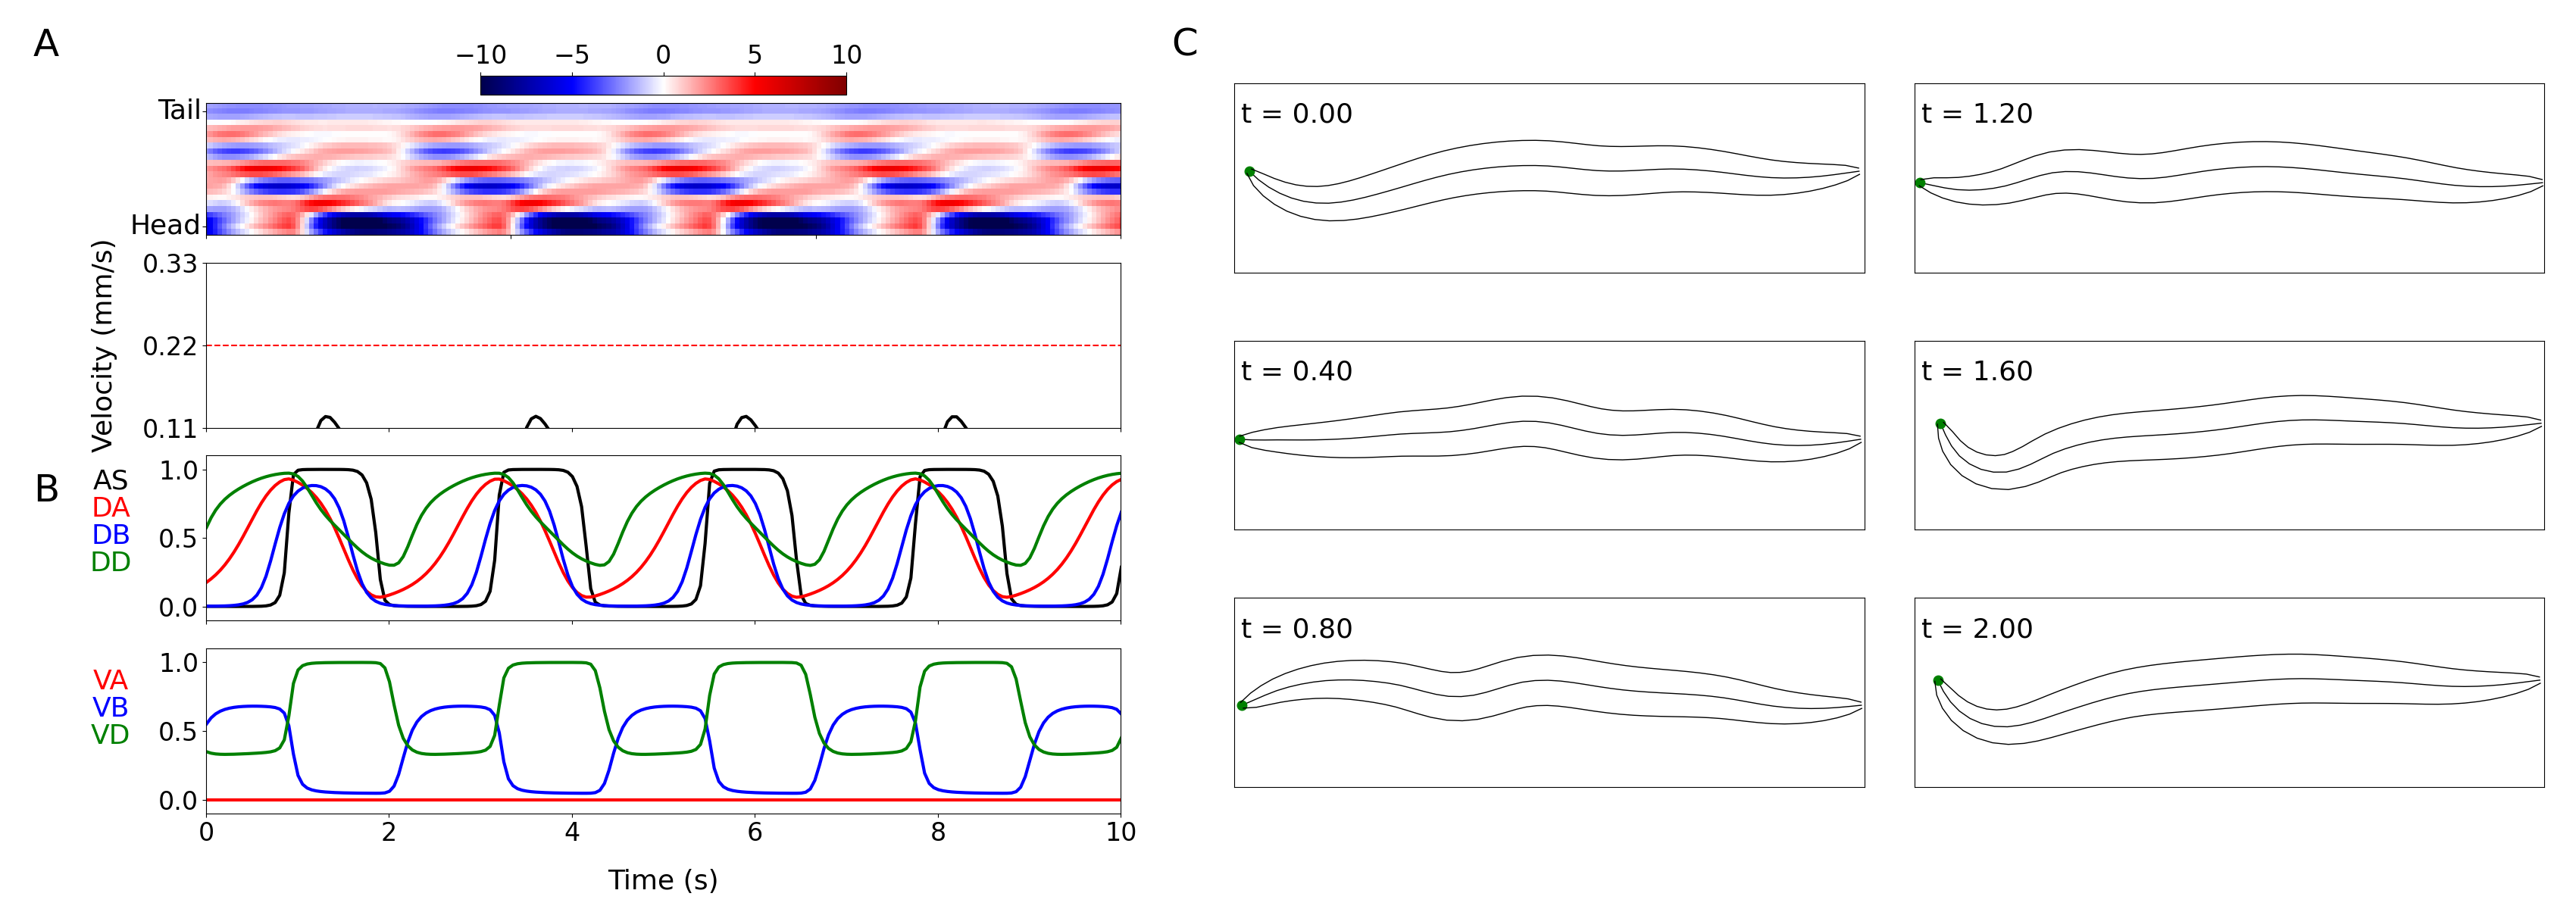 A
−10 −5 0 5 10
Tail
Head
Velocity (mm/s)
0.33
0.22
0.11
B
AS
DA
DB
DD
1.0
0.5
0.0
VA
VB
VD
1.0
0.5
0.0
0 2 4 6 8 10
Time (s)
C
t = 0.00
t = 1.20
t = 0.40
t = 1.60
t = 0.80
t = 2.00